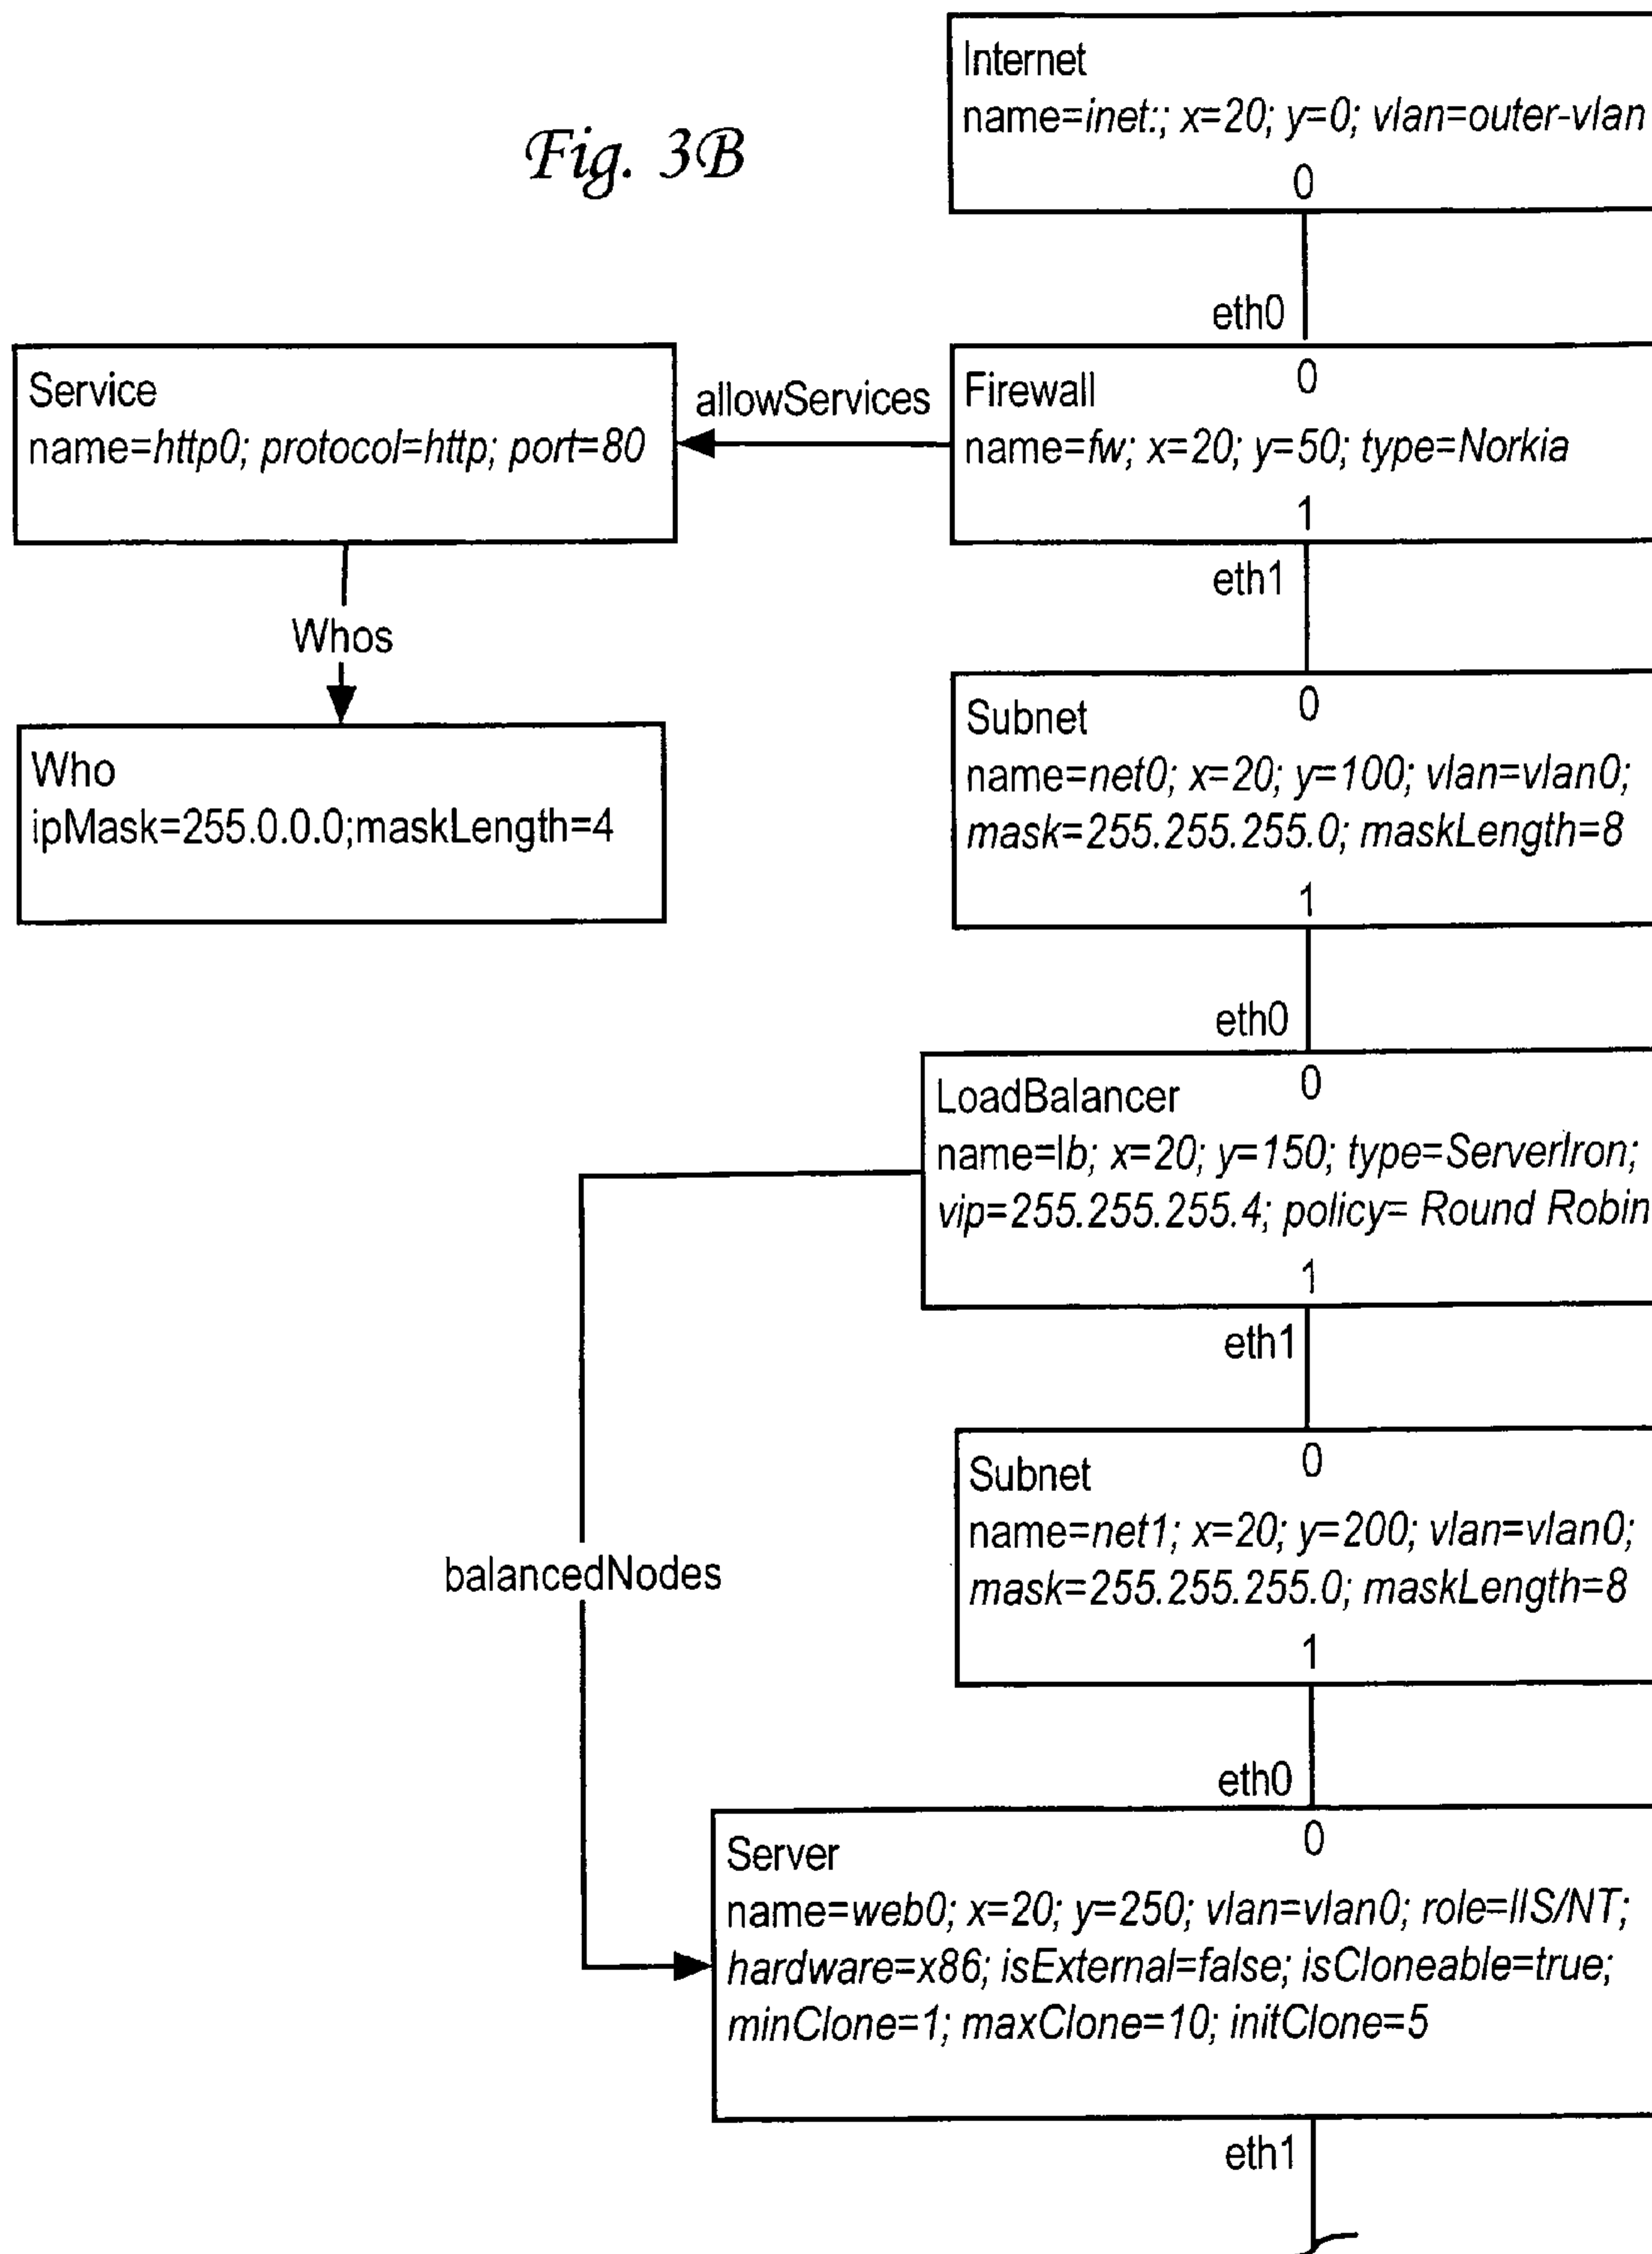 Fig. 3B
Internet
name=inet:; x=20; y=0; vlan=outer-vlan
0
eth0
Service
name=http0; protocol=http; port=80
allowServices
0
Firewall
name=fw; x=20; y=50; type=Norkia
1
eth1
Whos
Who
ipMask=255.0.0.0;maskLength=4
0
Subnet
name=net0; x=20; y=100; vlan=vlan0;
mask=255.255.255.0; maskLength=8
1
eth0
0
LoadBalancer
name=lb; x=20; y=150; type=ServerIron;
vip=255.255.255.4; policy= Round Robin
1
eth1
0
Subnet
name=net1; x=20; y=200; vlan=vlan0;
mask=255.255.255.0; maskLength=8
1
balancedNodes
eth0
0
Server
name=web0; x=20; y=250; vlan=vlan0; role=IIS/NT;
hardware=x86; isExternal=false; isCloneable=true;
minClone=1; maxClone=10; initClone=5
eth1